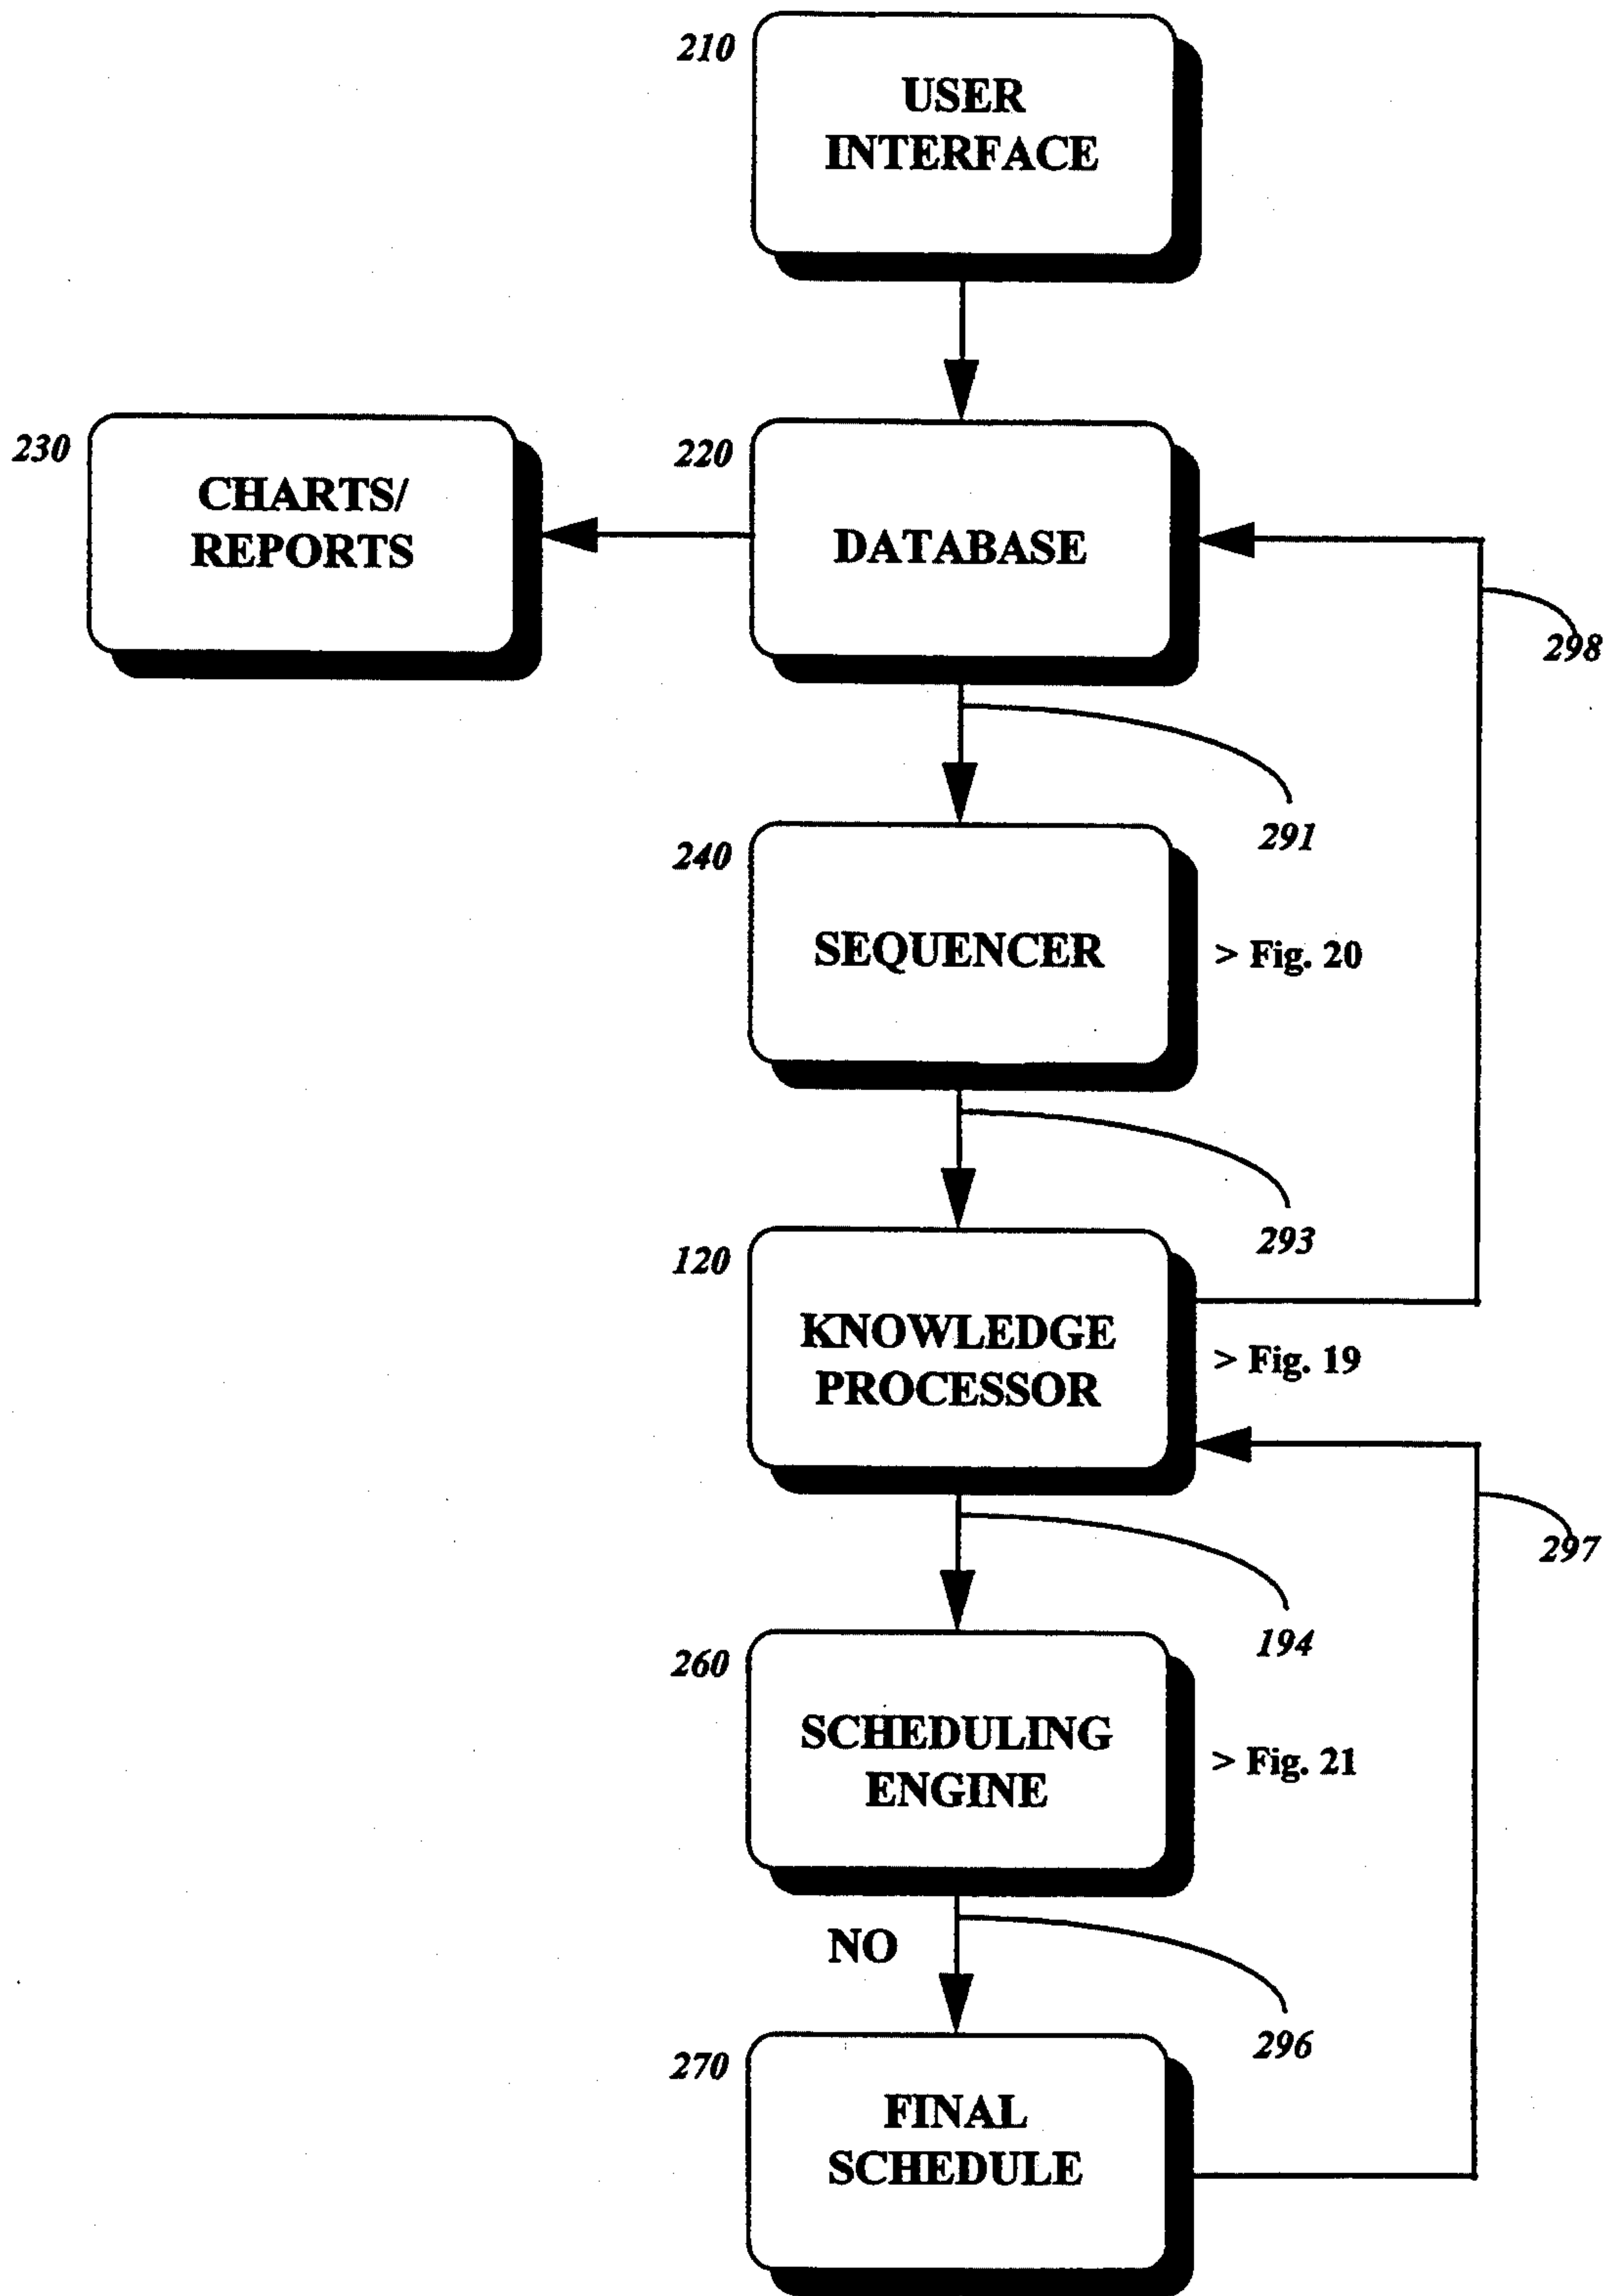 210
USER
INTERFACE
230
CHARTS/
REPORTS
220
DATABASE
298
291
240
SEQUENCER
> Fig. 20
293
120
KNOWLEDGE
PROCESSOR
> Fig. 19
297
194
260
SCHEDULING
ENGINE
> Fig. 21
NO
296
270
FINAL
SCHEDULE